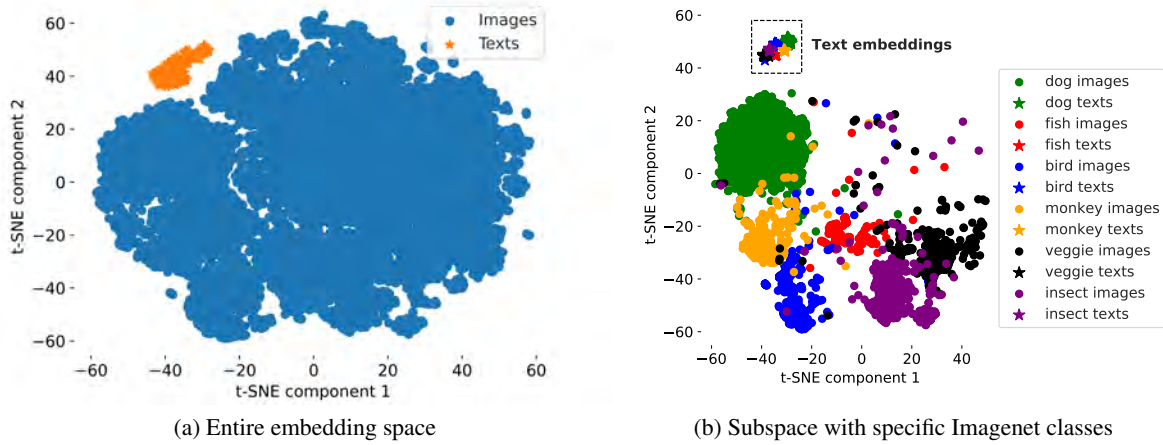 60
40
20
0
−20
−40
−60
t-SNE component 2
−60 −40 −20 0 20 40 60
t-SNE component 1
Images
Texts
(a) Entire embedding space
60
40
20
0
−20
−40
−60
t-SNE component 2
−60 −40 −20 0 20 40
t-SNE component 1
Text embeddings
dog images
dog texts
fish images
fish texts
bird images
bird texts
monkey images
monkey texts
veggie images
veggie texts
insect images
insect texts
(b) Subspace with specific Imagenet classes